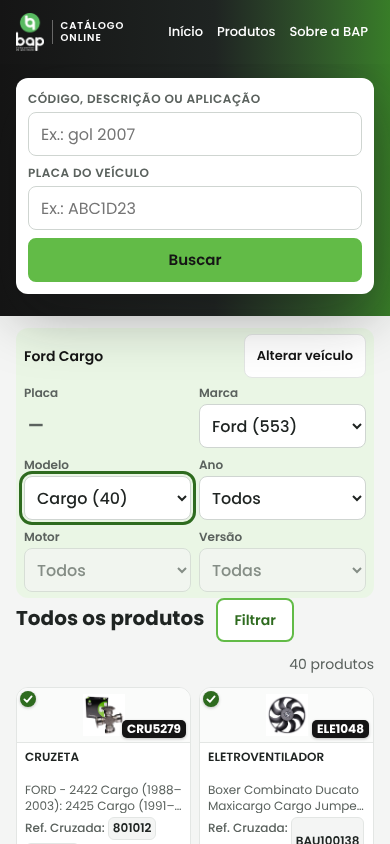 bap
CATÁLOGO
ONLINE
Início
Produtos
Sobre a BAP
CÓDIGO, DESCRIÇÃO OU APLICAÇÃO
Ex.: gol 2007
PLACA DO VEÍCULO
Ex.: ABC1D23
Buscar
Ford Cargo
Alterar veículo
Placa
Marca
—
Ford (553)
Modelo
Ano
Cargo (40)
Todos
Motor
Versão
Todos
Todas
Todos os produtos
Filtrar
40 produtos
CRU5279
CRUZETA
FORD - 2422 Cargo (1988–
2003): 2425 Cargo (1991–...
Ref. Cruzada: 801012
ELE1048
ELETROVENTILADOR
Boxer Combinato Ducato
Maxicargo Cargo Jumpe...
Ref. Cruzada:
BAU100138